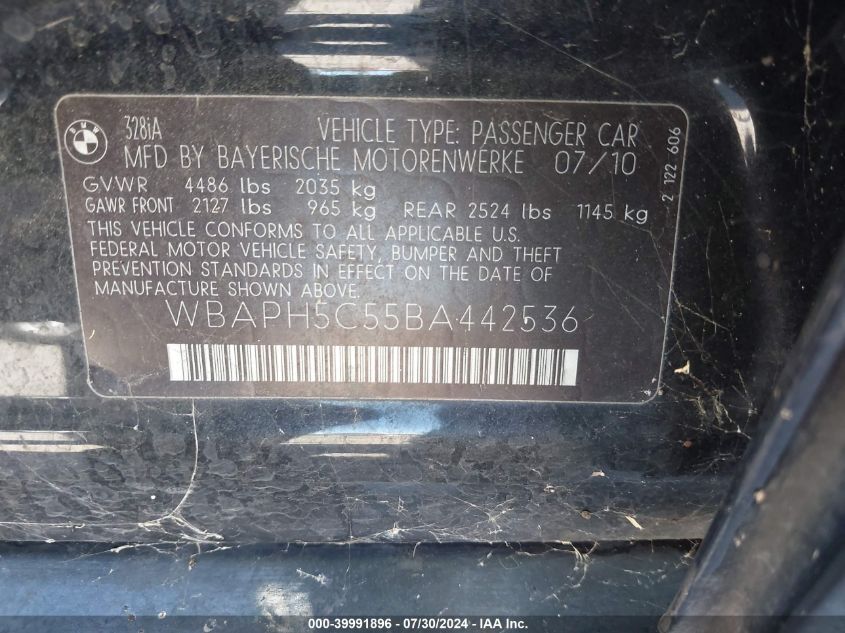 BMW
328iA VEHICLE TYPE: PASSENGER CAR
MFD BY BAYERISCHE MOTORENWERKE 07/10
GVWR 4486 lbs 2035 kg
GAWR FRONT 2127 lbs 965 kg REAR 2524 lbs 1145 kg
THIS VEHICLE CONFORMS TO ALL APPLICABLE U.S.
FEDERAL MOTOR VEHICLE SAFETY, BUMPER AND THEFT
PREVENTION STANDARDS IN EFFECT ON THE DATE OF
MANUFACTURE SHOWN ABOVE.
WBAPH5C55BA442536
2 122 606
000-39991896 - 07/30/2024 - IAA Inc.